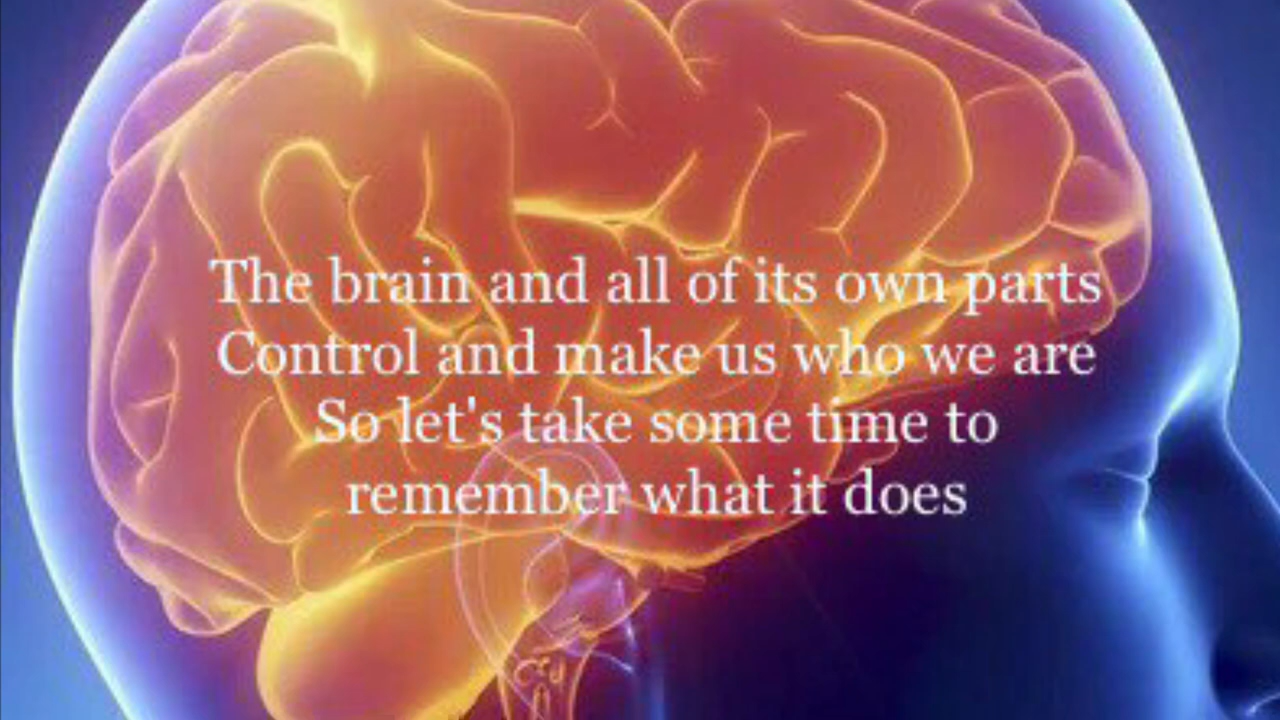 The brain and all of its own parts
Control and make us who we are
So let's take some time to
remember what it does